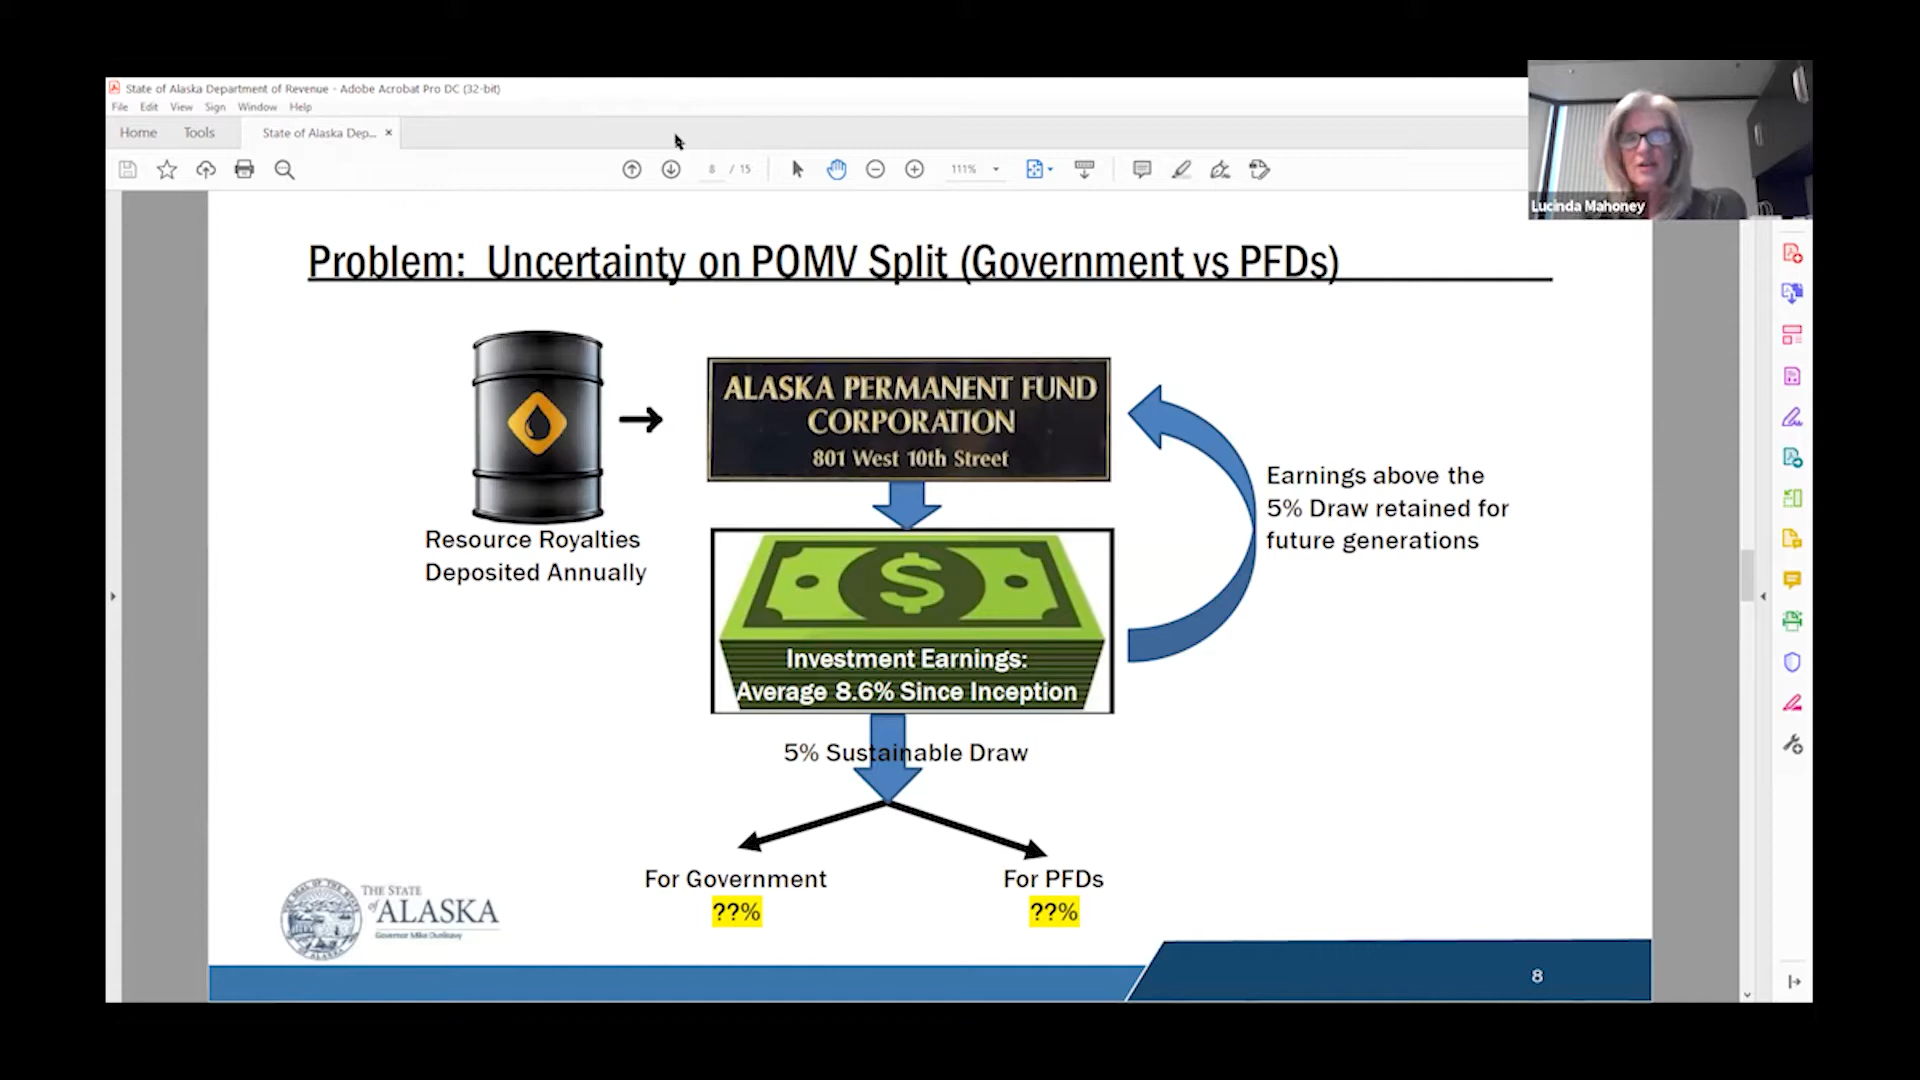 State of Alaska Department of Revenue - Adobe Acrobat Pro DC (32-bit)
File Edit View Sign Window Help
Home Tools State of Alaska Dep... ×
8 / 15 111%
Lucinda Mahoney
Problem: Uncertainty on POMV Split (Government vs PFDs)
ALASKA PERMANENT FUND
CORPORATION
801 West 10th Street
Resource Royalties
Deposited Annually
Earnings above the
5% Draw retained for
future generations
Investment Earnings:
Average 8.6% Since Inception
5% Sustainable Draw
For Government
??%
For PFDs
??%
THE STATE
of ALASKA
Governor Mike Dunleavy
8